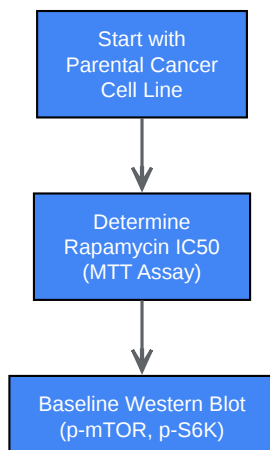 Start with
Parental Cancer
Cell Line
Determine
Rapamycin IC50
(MTT Assay)
Baseline Western Blot
(p-mTOR, p-S6K)